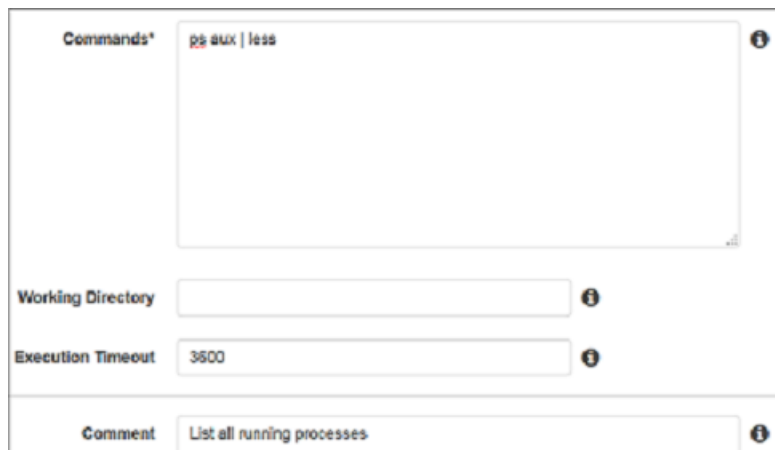 Commands* ps aux | less
Working Directory
Execution Timeout 3600
Comment List all running processes